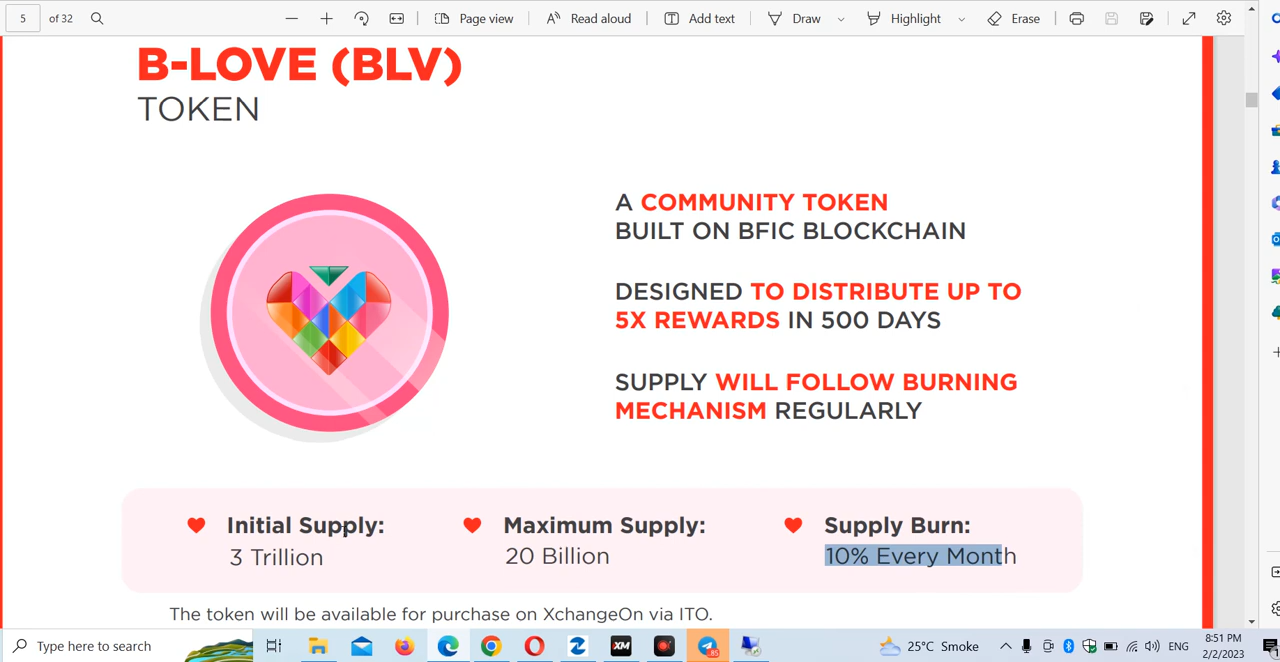 5 of 32 Page view Read aloud Add text Draw Highlight Erase
B-LOVE (BLV)
TOKEN
A COMMUNITY TOKEN
BUILT ON BFIC BLOCKCHAIN
DESIGNED TO DISTRIBUTE UP TO
5X REWARDS IN 500 DAYS
SUPPLY WILL FOLLOW BURNING
MECHANISM REGULARLY
Initial Supply: Maximum Supply: Supply Burn:
3 Trillion 20 Billion 10% Every Month
The token will be available for purchase on XchangeOn via ITO.
Type here to search XM 85 25°C Smoke ENG 8:51 PM
2/2/2023